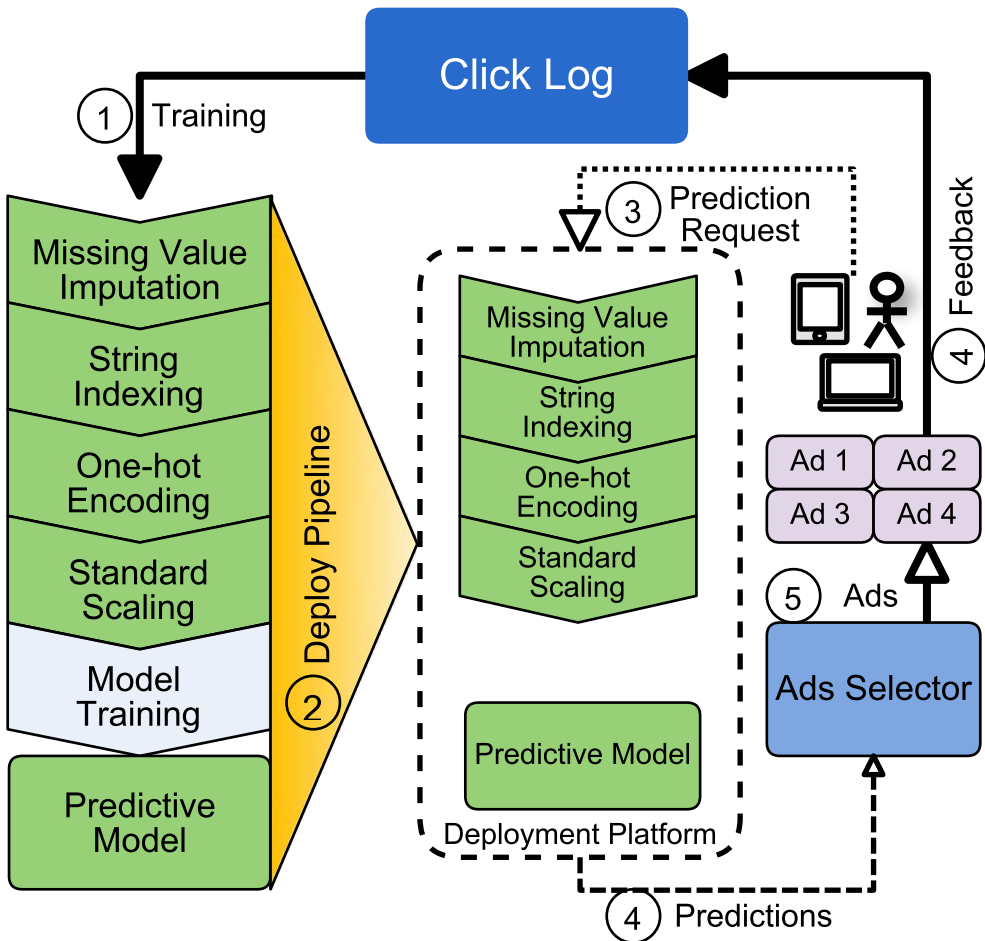 Click Log
1
Training
Missing Value
Imputation
String
Indexing
One-hot
Encoding
Standard
Scaling
Model
Training
Predictive
Model
2
Deploy Pipeline
3
Prediction
Request
Missing Value
Imputation
String
Indexing
One-hot
Encoding
Standard
Scaling
Predictive Model
Deployment Platform
4
Predictions
4
Feedback
Ad 1
Ad 2
Ad 3
Ad 4
5
Ads
Ads Selector